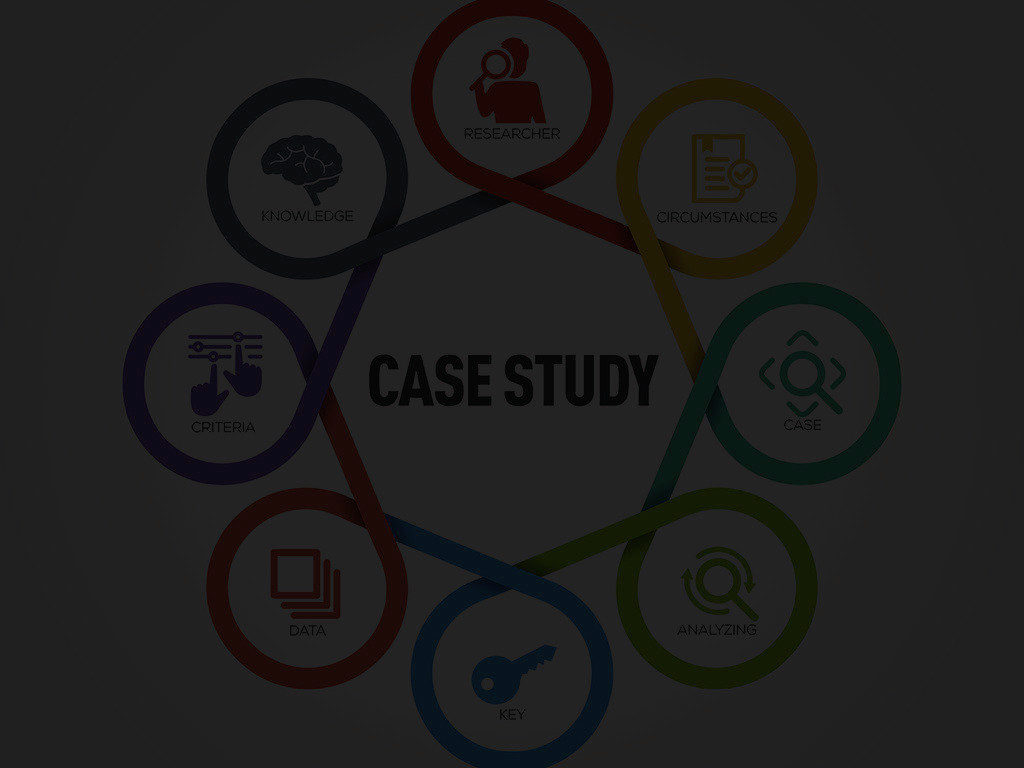 RESEARCHER
KNOWLEDGE
CIRCUMSTANCES
CASE STUDY
CRITERIA
CASE
DATA
ANALYZING
KEY